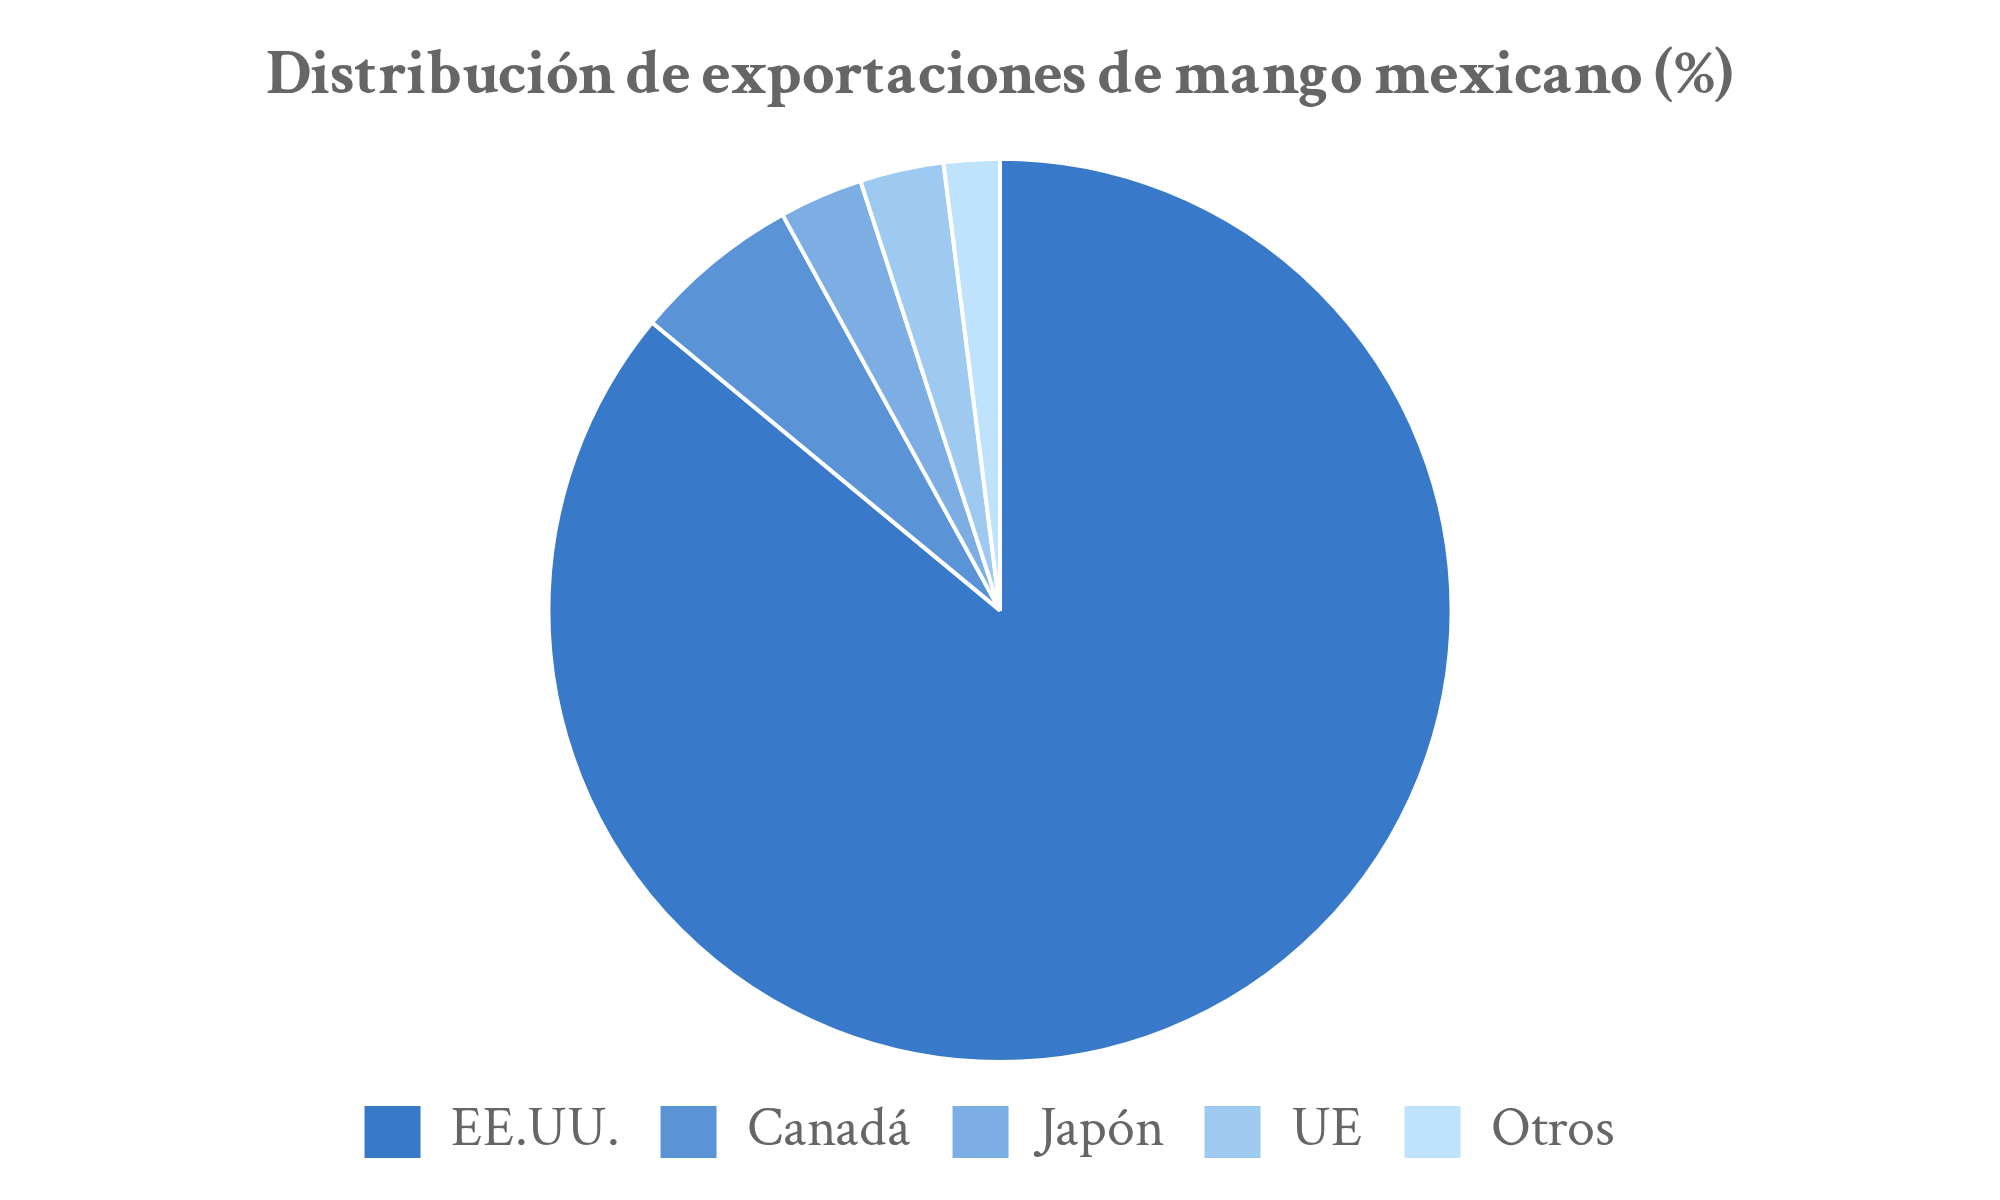 Distribución de exportaciones de mango mexicano (%)
EE.UU. Canadá Japón UE Otros